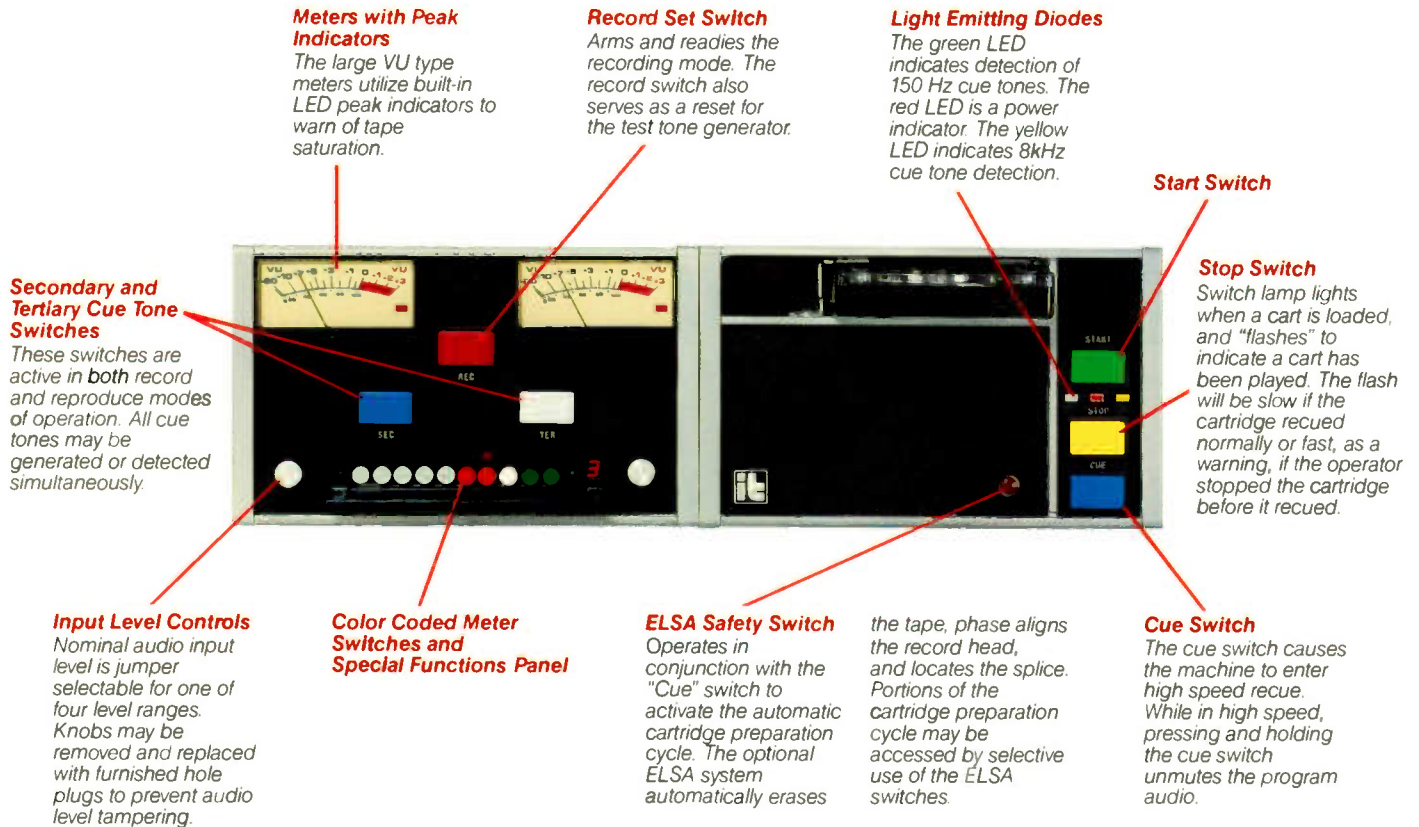 Meters with Peak
Indicators
The large VU type
meters utilize built-in
LED peak indicators to
warn of tape
saturation.
Record Set Switch
Arms and readies the
recording mode. The
record switch also
serves as a reset for
the test tone generator.
Light Emitting Diodes
The green LED
indicates detection of
150 Hz cue tones. The
red LED is a power
indicator. The yellow
LED indicates 8kHz
cue tone detection.
Start Switch
Stop Switch
Switch lamp lights
when a cart is loaded,
and "flashes" to
indicate a cart has
been played. The flash
will be slow if the
cartridge recued
normally or fast, as a
warning, if the operator
stopped the cartridge
before it recued.
Secondary and
Tertiary Cue Tone
Switches
These switches are
active in both record
and reproduce modes
of operation. All cue
tones may be
generated or detected
simultaneously.
VU VU
VU VU
REC
SEC
TER
3
it
START
STOP
CUE
Input Level Controls
Nominal audio input
level is jumper
selectable for one of
four level ranges.
Knobs may be
removed and replaced
with furnished hole
plugs to prevent audio
level tampering.
Color Coded Meter
Switches and
Special Functions Panel
ELSA Safety Switch
Operates in
conjunction with the
"Cue" switch to
activate the automatic
cartridge preparation
cycle. The optional
ELSA system
automatically erases
the tape, phase aligns
the record head,
and locates the splice.
Portions of the
cartridge preparation
cycle may be
accessed by selective
use of the ELSA
switches.
Cue Switch
The cue switch causes
the machine to enter
high speed recue.
While in high speed,
pressing and holding
the cue switch
unmutes the program
audio.